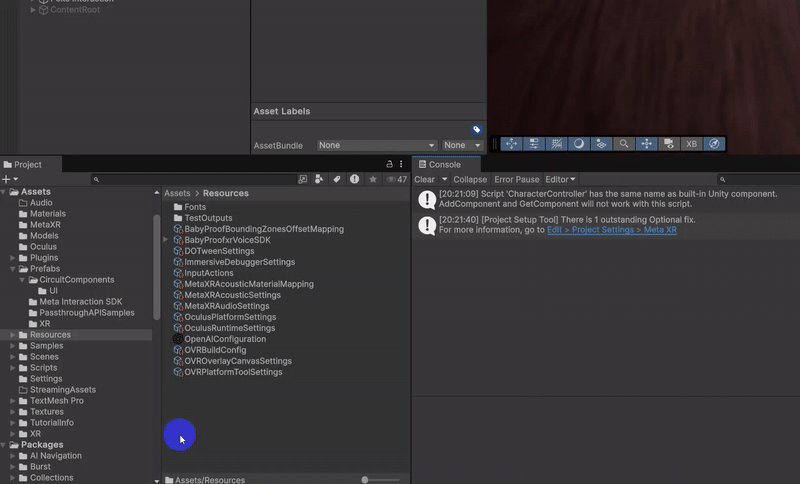 ContentRoot
Asset Labels
AssetBundle
None
None
XB
Project
Console
47
Clear
Collapse
Error Pause
Editor
Assets
Audio
Materials
MetaXR
Models
Oculus
Plugins
Prefabs
CircuitComponents
UI
Meta Interaction SDK
PassthroughAPISamples
XR
Resources
Samples
Scenes
Scripts
Settings
StreamingAssets
TextMesh Pro
Textures
TutorialInfo
XR
Packages
AI Navigation
Burst
Collections
Assets > Resources
Fonts
TestOutputs
BabyProofBoundingZonesOffsetMapping
BabyProofxrVoiceSDK
DOTweenSettings
ImmersiveDebuggerSettings
InputActions
MetaXRAcousticMaterialMapping
MetaXRAcousticSettings
MetaXRAudioSettings
OculusPlatformSettings
OculusRuntimeSettings
OpenAIConfiguration
OVRBuildConfig
OVROverlayCanvasSettings
OVRPlatformToolSettings
Assets/Resources
[20:21:09] Script 'CharacterController' has the same name as built-in Unity component.
AddComponent and GetComponent will not work with this script.
[20:21:40] [Project Setup Tool] There is 1 outstanding Optional fix.
For more information, go to Edit > Project Settings > Meta XR